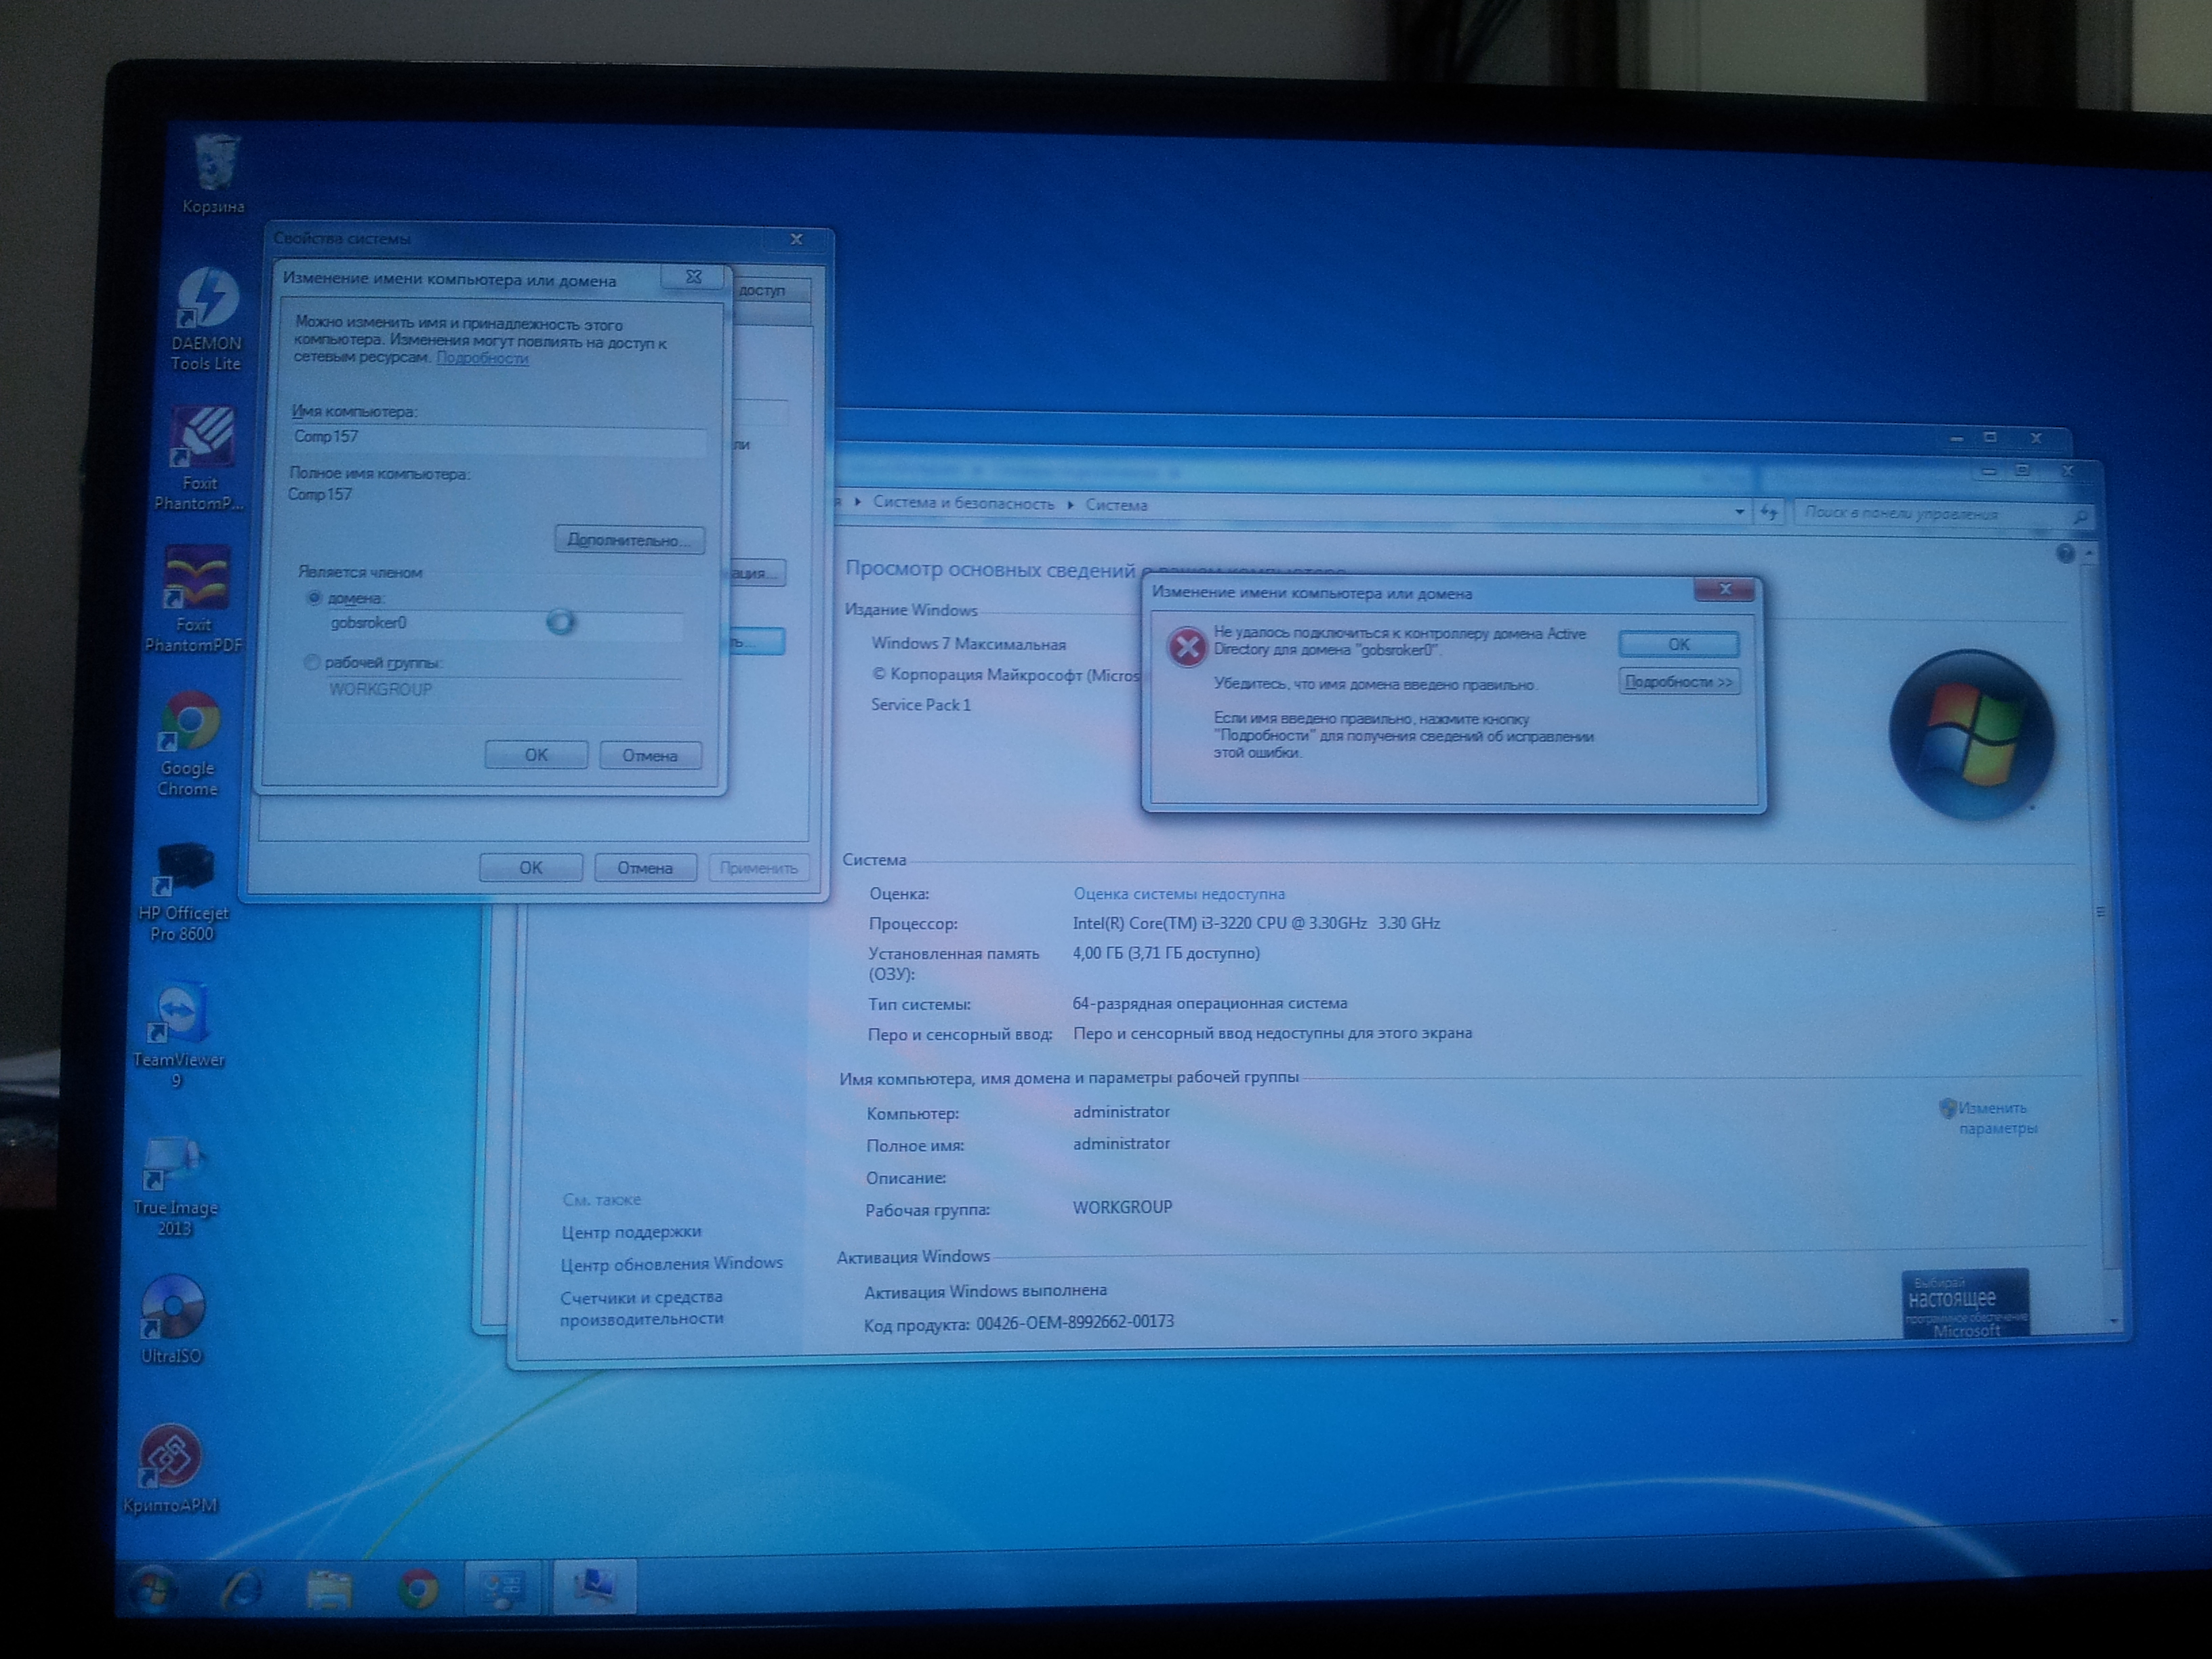 Корзина
DAEMON
Tools Lite
Foxit
PhantomP...
Foxit
PhantomPDF
Google
Chrome
HP Officejet
Pro 8600
TeamViewer
9
True Image
2013
UltraISO
КриптоАРМ
Свойства системы
доступ
Изменение имени компьютера или домена
Можно изменить имя и принадлежность этого
компьютера. Изменения могут повлиять на доступ к
сетевым ресурсам. Подробности
Имя компьютера:
Comp157
Полное имя компьютера:
Comp157
Дополнительно...
Является членом
домена:
gobsroker0
рабочей группы:
WORKGROUP
OK
Отмена
ли
ация...
ь...
OK
Отмена
Применить
я ▸ Система и безопасность ▸ Система
Поиск в панели управления
Просмотр основных сведений о вашем компьютере
Издание Windows
Windows 7 Максимальная
© Корпорация Майкрософт (Micros
Service Pack 1
Изменение имени компьютера или домена
Не удалось подключиться к контроллеру домена Active
Directory для домена "gobsroker0".
Убедитесь, что имя домена введено правильно.
Если имя введено правильно, нажмите кнопку
"Подробности" для получения сведений об исправлении
этой ошибки.
OK
Подробности >>
Система
Оценка: Оценка системы недоступна
Процессор: Intel(R) Core(TM) i3-3220 CPU @ 3.30GHz 3.30 GHz
Установленная память 4,00 ГБ (3,71 ГБ доступно)
(ОЗУ):
Тип системы: 64-разрядная операционная система
Перо и сенсорный ввод: Перо и сенсорный ввод недоступны для этого экрана
Имя компьютера, имя домена и параметры рабочей группы
Компьютер: administrator
Изменить
параметры
Полное имя: administrator
Описание:
Рабочая группа: WORKGROUP
Активация Windows
Активация Windows выполнена
Код продукта: 00426-OEM-8992662-00173
Выбирай
настоящее
программное обеспечение
Microsoft
См. также
Центр поддержки
Центр обновления Windows
Счетчики и средства
производительности